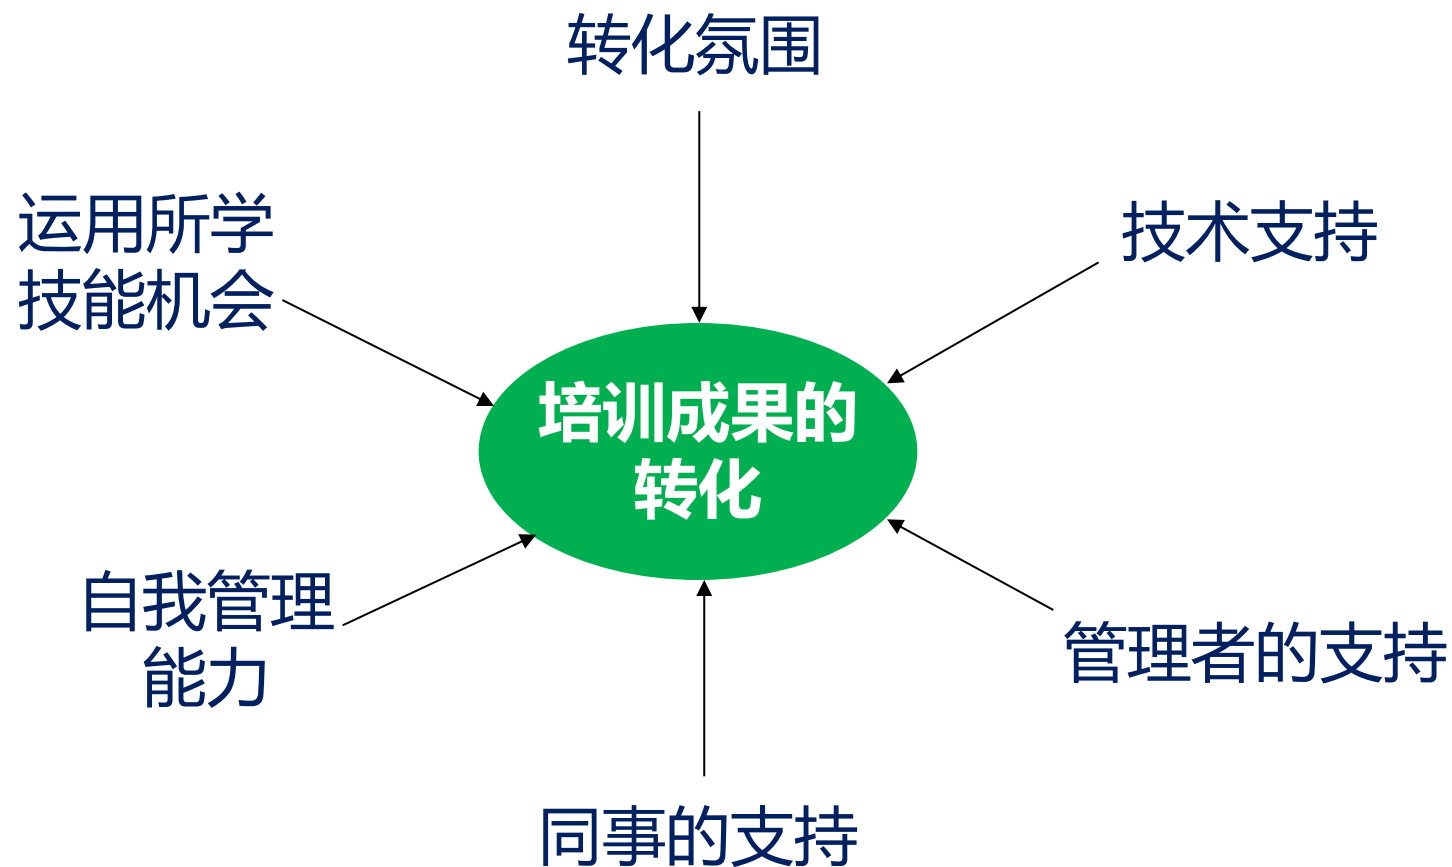 转化氛围
运用所学
技能机会
技术支持
培训成果的
转化
自我管理
能力
管理者的支持
同事的支持